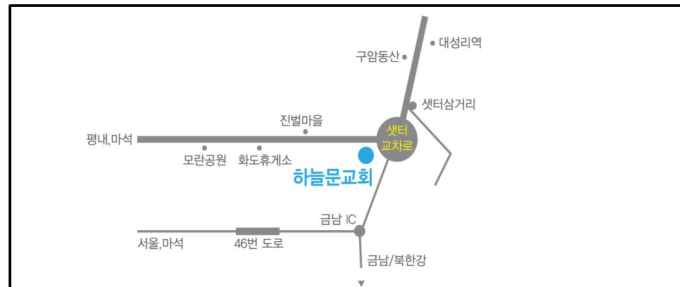 대성리역
구암동산
샛터삼거리
진벌마을
샛터
교차로
평내,마석
모란공원
화도휴게소
하늘문교회
금남 IC
서울,마석
46번 도로
금남/북한강